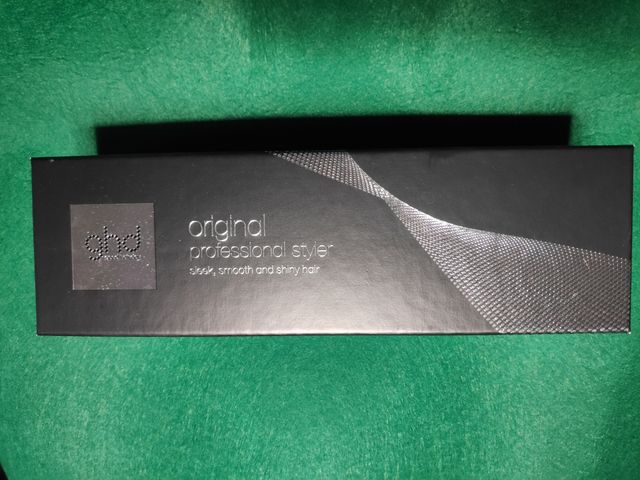 ghd
original
professional styler
sleek, smooth and shiny hair